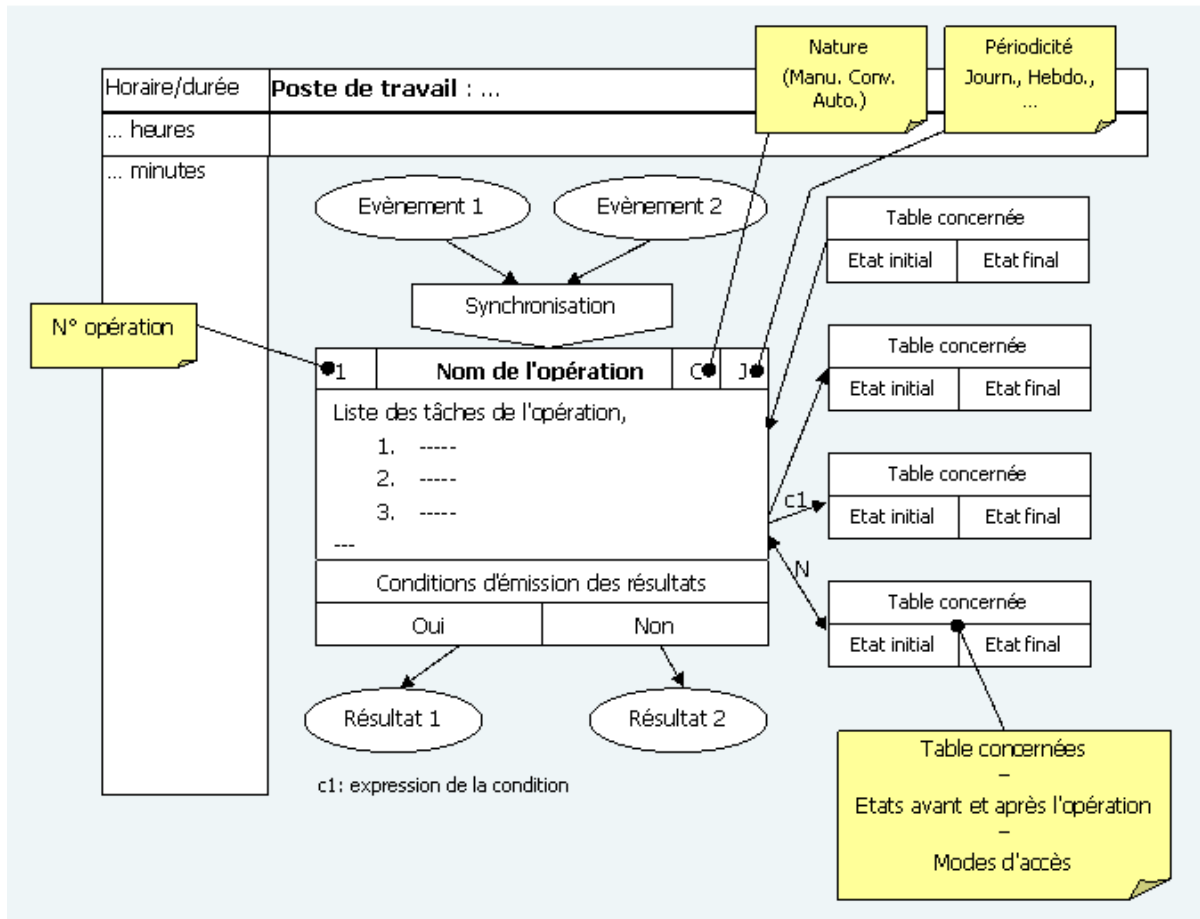 Nature
(Manu. Conv.
Auto.)
Périodicité
Journ., Hebdo.,
...
Horaire/durée
Poste de travail : ...
... heures
... minutes
Evènement 1
Evènement 2
Synchronisation
N° opération
1
Nom de l'opération
C
J
Liste des tâches de l'opération,
1. -----
2. -----
3. -----
---
Conditions d'émission des résultats
Oui
Non
Résultat 1
Résultat 2
c1: expression de la condition
Table concernée
Etat initial
Etat final
Table concernée
Etat initial
Etat final
c1
Table concernée
Etat initial
Etat final
N
Table concernée
Etat initial
Etat final
Table concernées
–
Etats avant et après l'opération
–
Modes d'accès